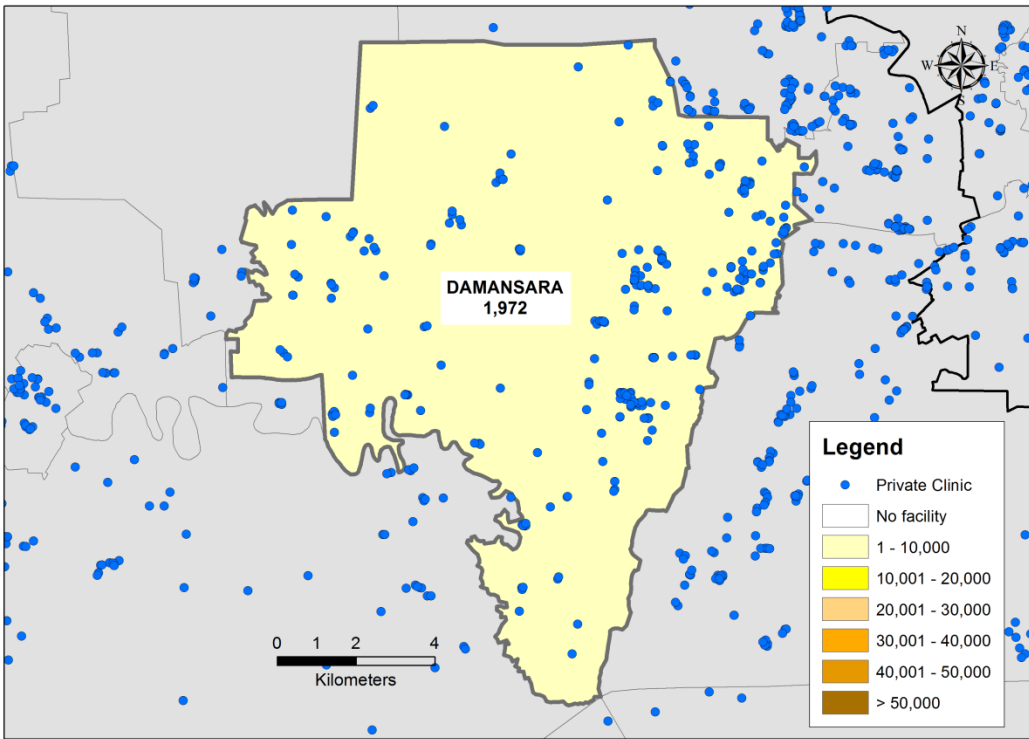 N
W E
S
DAMANSARA
1,972
0 1 2 4
Kilometers
Legend
Private Clinic
No facility
1 - 10,000
10,001 - 20,000
20,001 - 30,000
30,001 - 40,000
40,001 - 50,000
> 50,000